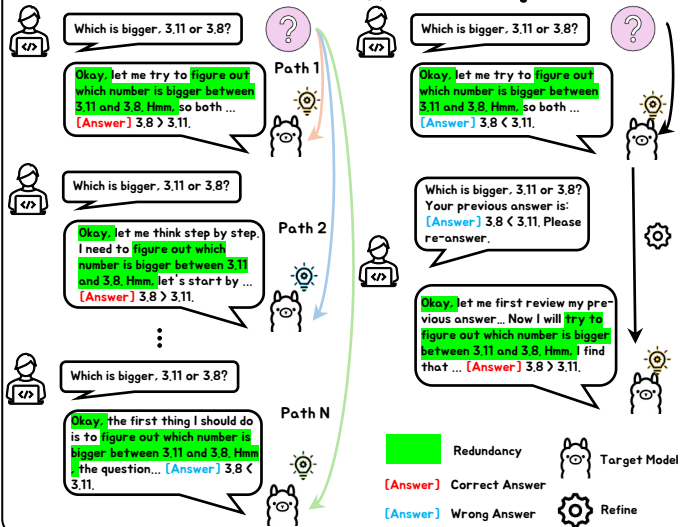 Which is bigger, 3.11 or 3.8?
Path 1
Okay, let me try to figure out
which number is bigger between
3.11 and 3.8. Hmm, so both ...
[Answer] 3.8 > 3.11.
Which is bigger, 3.11 or 3.8?
Path 2
Okay, let me think step by step.
I need to figure out which
number is bigger between 3.11
and 3.8. Hmm, let's start by ...
[Answer] 3.8 > 3.11.
Which is bigger, 3.11 or 3.8?
Path N
Okay, the first thing I should do
is to figure out which number is
bigger between 3.11 and 3.8. Hmm
, the question... [Answer] 3.8 <
3.11.
Which is bigger, 3.11 or 3.8?
Okay, let me try to figure out
which number is bigger between
3.11 and 3.8. Hmm, so both ...
[Answer] 3.8 < 3.11.
Which is bigger, 3.11 or 3.8?
Your previous answer is:
[Answer] 3.8 < 3.11. Please
re-answer.
Okay, let me first review my pre-
vious answer... Now I will try to
figure out which number is bigger
between 3.11 and 3.8. Hmm, I find
that ... [Answer] 3.8 > 3.11.
Redundancy
Target Model
[Answer] Correct Answer
[Answer] Wrong Answer
Refine